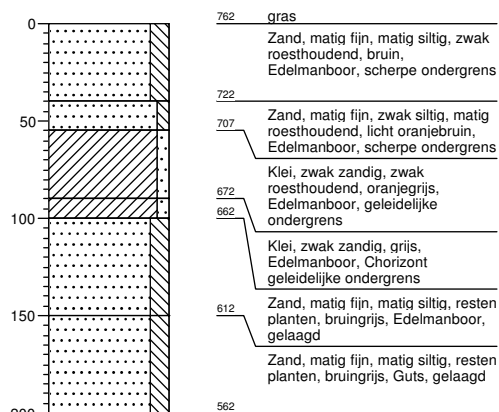 0
50
100
150
200
762
gras
Zand, matig fijn, matig siltig, zwak
roesthoudend, bruin,
Edelmanboor, scherpe ondergrens
722
Zand, matig fijn, zwak siltig, matig
roesthoudend, licht oranjebruin,
Edelmanboor, scherpe ondergrens
707
Klei, zwak zandig, zwak
roesthoudend, oranjegrijs,
Edelmanboor, geleidelijke
ondergrens
672
Klei, zwak zandig, grijs,
Edelmanboor, Chorizont
geleidelijke ondergrens
662
Zand, matig fijn, matig siltig, resten
planten, bruingrijs, Edelmanboor,
gelaagd
612
Zand, matig fijn, matig siltig, resten
planten, bruingrijs, Guts, gelaagd
562